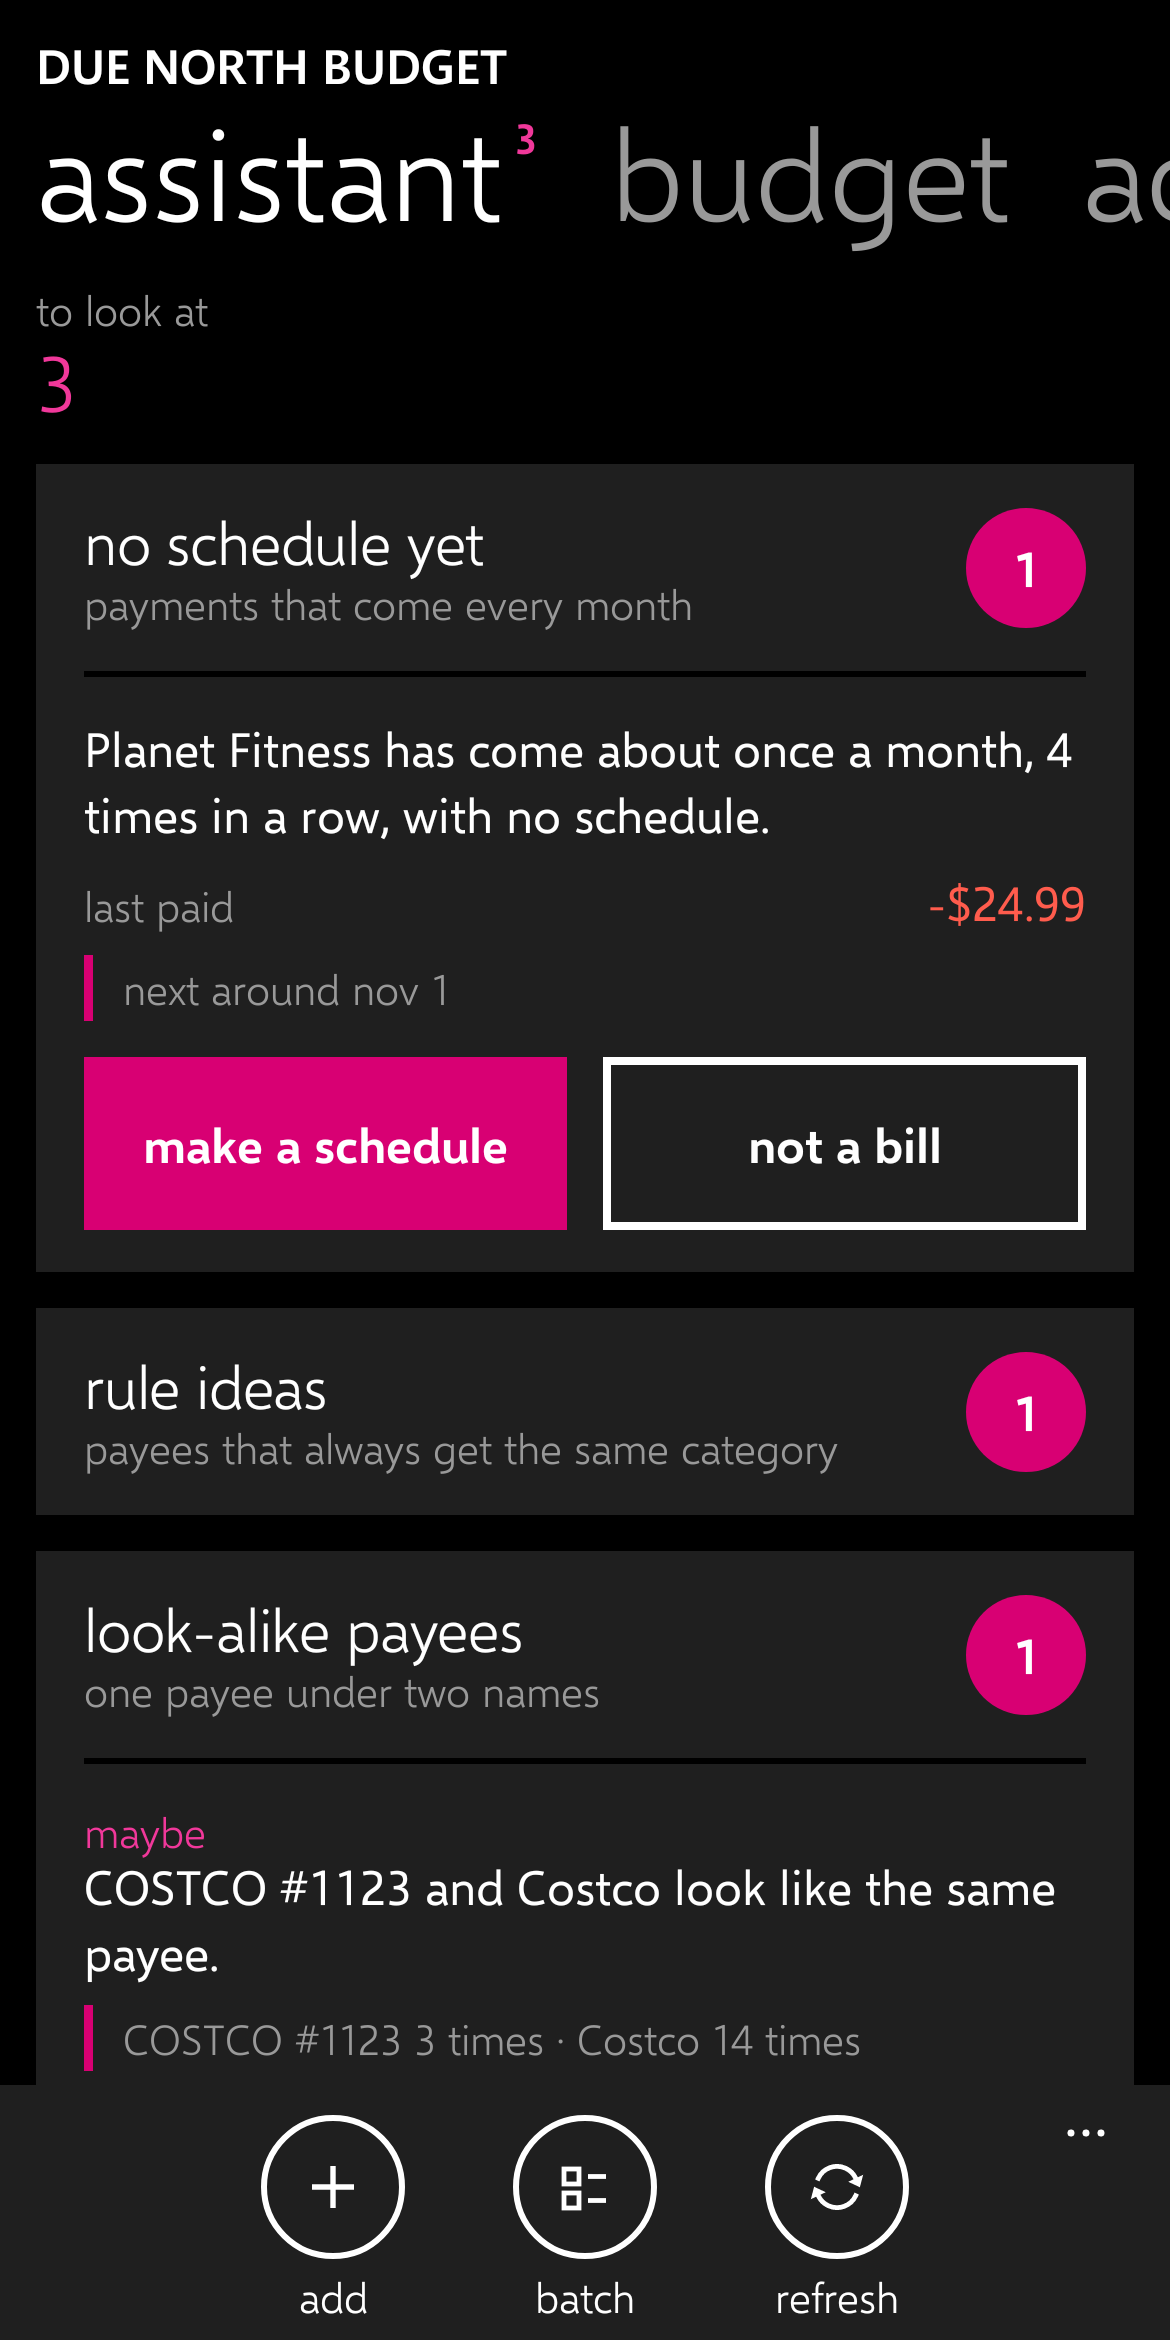 DUE NORTH BUDGET
assistant 3 budget ac
to look at
3
no schedule yet
1
payments that come every month
Planet Fitness has come about once a month, 4
times in a row, with no schedule.
last paid
-$24.99
next around nov 1
make a schedule
not a bill
rule ideas
1
payees that always get the same category
look-alike payees
1
one payee under two names
maybe
COSTCO #1123 and Costco look like the same
payee.
COSTCO #1123 3 times · Costco 14 times
...
add
batch
refresh